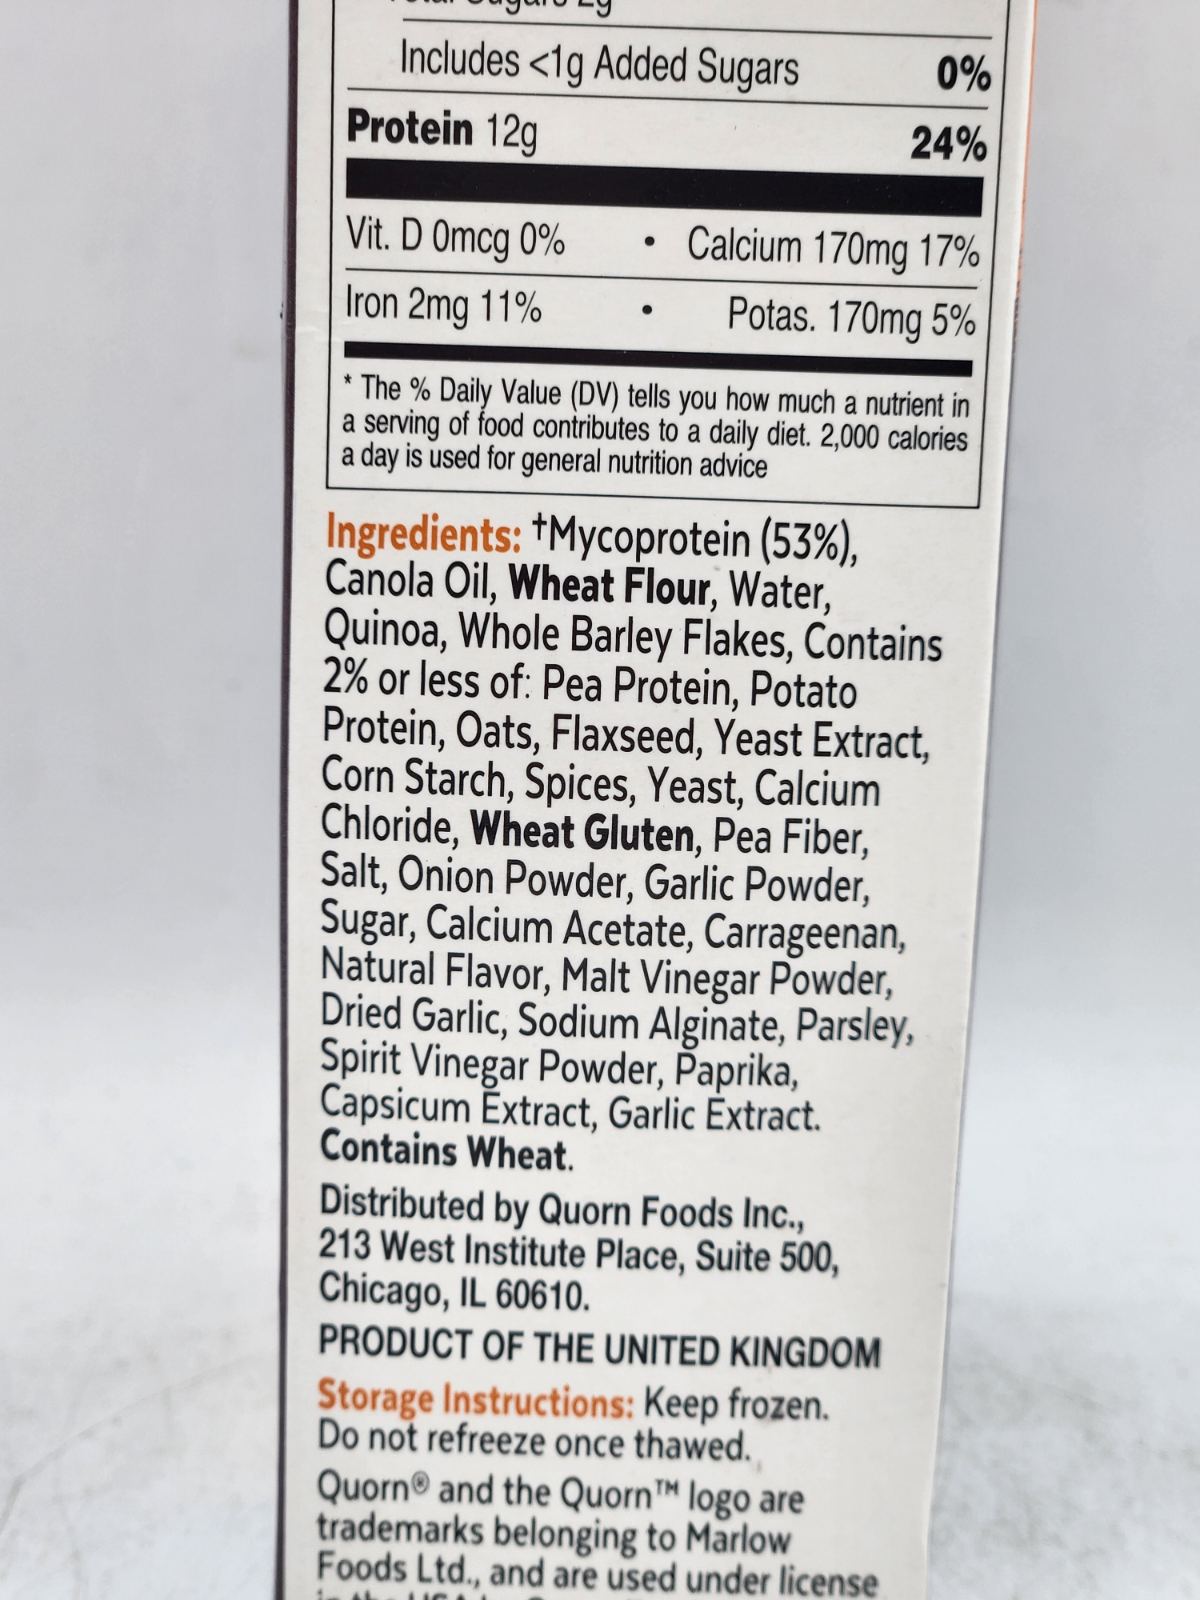 Total Sugars 2g
Includes <1g Added Sugars 0%
Protein 12g 24%
Vit. D 0mcg 0% • Calcium 170mg 17%
Iron 2mg 11% • Potas. 170mg 5%
* The % Daily Value (DV) tells you how much a nutrient in
a serving of food contributes to a daily diet. 2,000 calories
a day is used for general nutrition advice
Ingredients: †Mycoprotein (53%),
Canola Oil, Wheat Flour, Water,
Quinoa, Whole Barley Flakes, Contains
2% or less of: Pea Protein, Potato
Protein, Oats, Flaxseed, Yeast Extract,
Corn Starch, Spices, Yeast, Calcium
Chloride, Wheat Gluten, Pea Fiber,
Salt, Onion Powder, Garlic Powder,
Sugar, Calcium Acetate, Carrageenan,
Natural Flavor, Malt Vinegar Powder,
Dried Garlic, Sodium Alginate, Parsley,
Spirit Vinegar Powder, Paprika,
Capsicum Extract, Garlic Extract.
Contains Wheat.
Distributed by Quorn Foods Inc.,
213 West Institute Place, Suite 500,
Chicago, IL 60610.
PRODUCT OF THE UNITED KINGDOM
Storage Instructions: Keep frozen.
Do not refreeze once thawed.
Quorn® and the Quorn™ logo are
trademarks belonging to Marlow
Foods Ltd., and are used under license
in the USA by